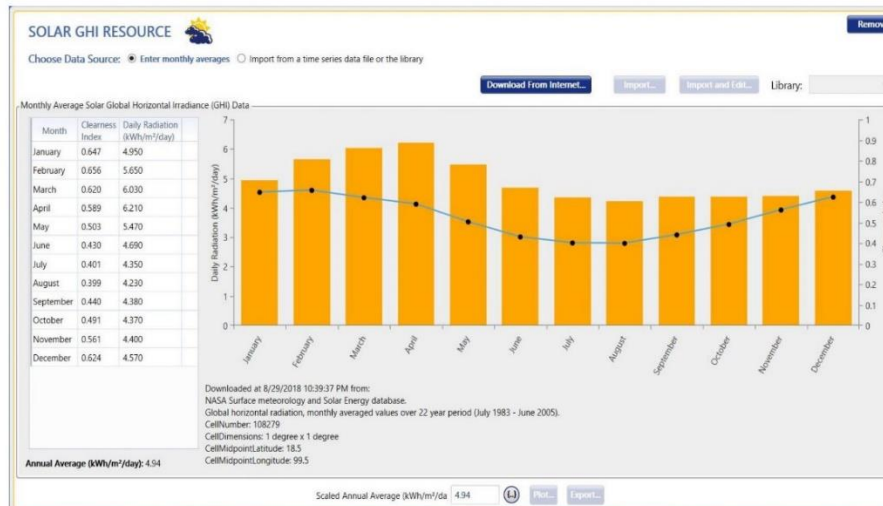 SOLAR GHI RESOURCE
Remov
Choose Data Source: Enter monthly averages Import from a time series data file or the library
Download From Internet... Import... Import and Edit... Library:
Monthly Average Solar Global Horizontal Irradiance (GHI) Data
Month Clearness Index Daily Radiation (kWh/m²/day)
January 0.647 4.950
February 0.656 5.650
March 0.620 6.030
April 0.589 6.210
May 0.503 5.470
June 0.430 4.690
July 0.401 4.350
August 0.399 4.230
September 0.440 4.380
October 0.491 4.370
November 0.561 4.400
December 0.624 4.570
Annual Average (kWh/m²/day): 4.94
Daily Radiation (kWh/m²/day)
7
6
5
4
3
2
1
0
1
0.9
0.8
0.7
0.6
0.5
0.4
0.3
0.2
0.1
0
January February March April May June July August September October November December
Downloaded at 8/29/2018 10:39:37 PM from:
NASA Surface meteorology and Solar Energy database.
Global horizontal radiation, monthly averaged values over 22 year period (July 1983 - June 2005).
CellNumber: 108279
CellDimensions: 1 degree x 1 degree
CellMidpointLatitude: 18.5
CellMidpointLongitude: 99.5
Scaled Annual Average (kWh/m²/da 4.94 Plot... Export...